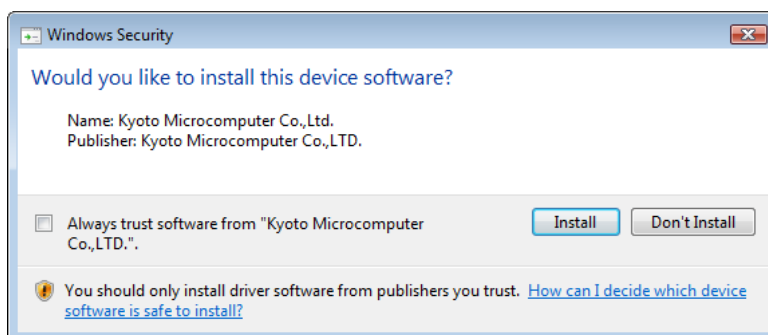 Windows Security
Would you like to install this device software?
Name: Kyoto Microcomputer Co.,Ltd.
Publisher: Kyoto Microcomputer Co.,LTD.
Always trust software from "Kyoto Microcomputer
Co.,LTD.".
Install
Don't Install
You should only install driver software from publishers you trust. How can I decide which device
software is safe to install?